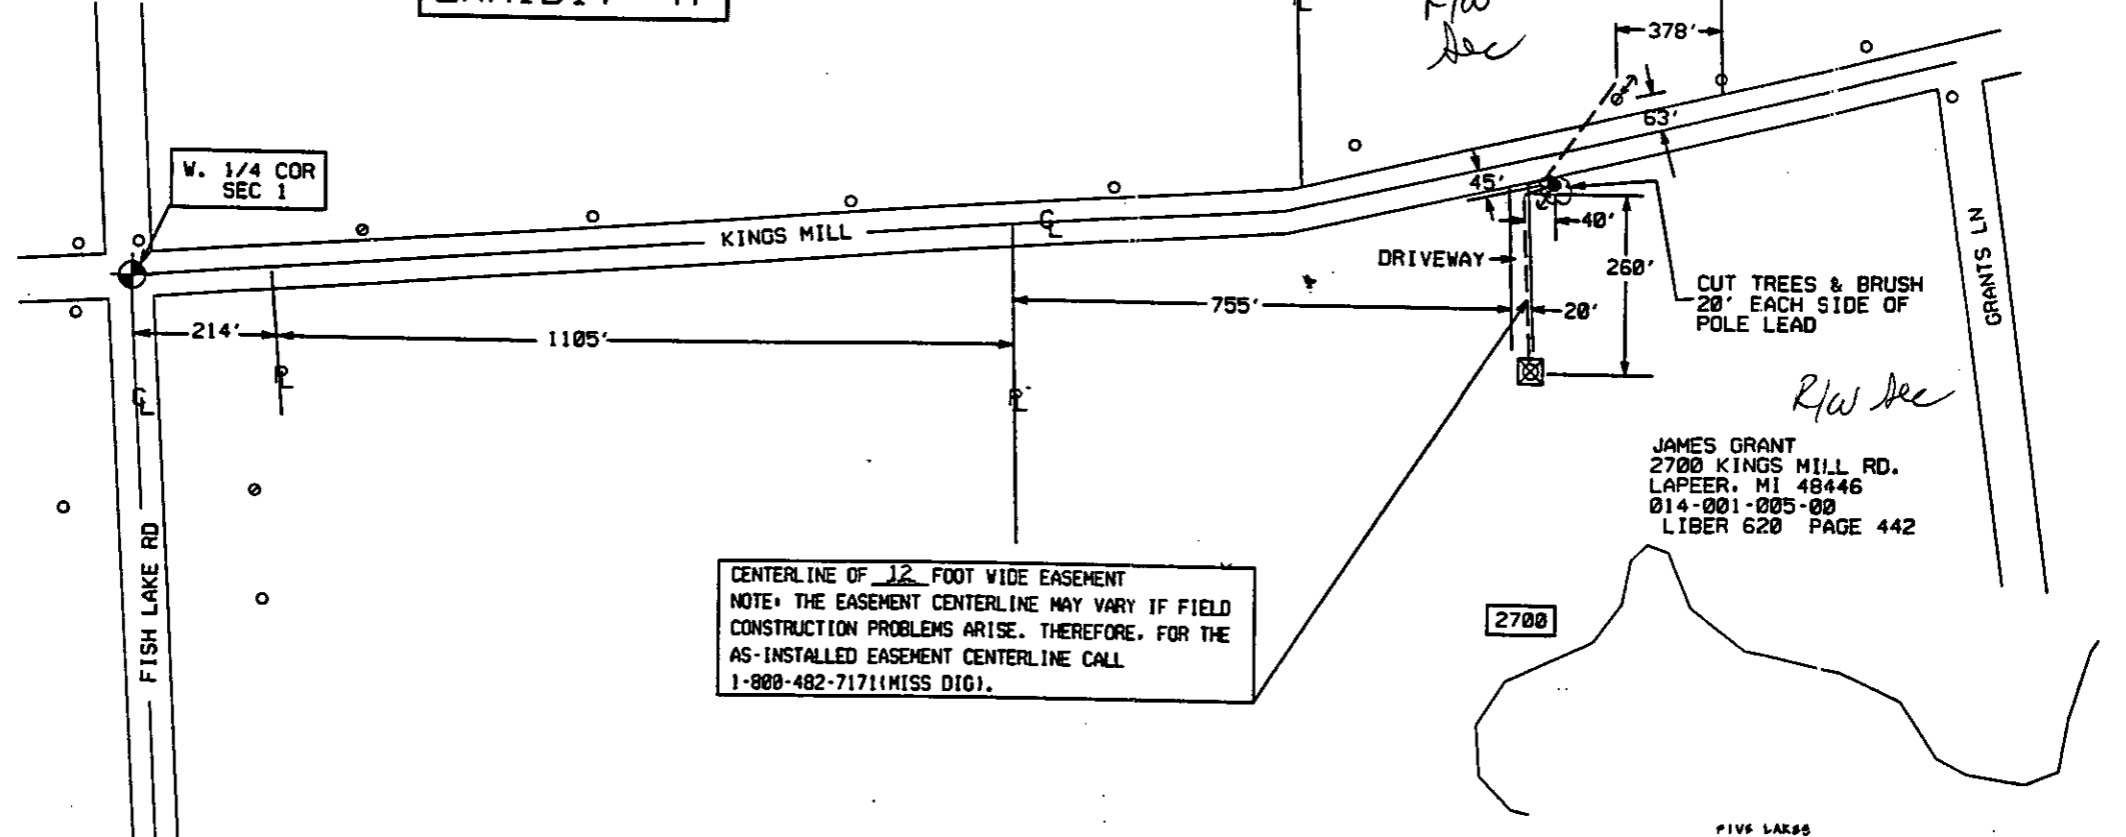 R/W
Sec
378'
63'
W. 1/4 COR
SEC 1
45'
40'
KINGS MILL
DRIVEWAY
260'
CUT TREES & BRUSH
20' EACH SIDE OF
POLE LEAD
GRANTS LN
214'
1105'
755'
20'
R/W Sec
JAMES GRANT
2700 KINGS MILL RD.
LAPEER, MI 48446
014-001-005-00
LIBER 620 PAGE 442
FISH LAKE RD
CENTERLINE OF 12 FOOT WIDE EASEMENT
NOTE: THE EASEMENT CENTERLINE MAY VARY IF FIELD
CONSTRUCTION PROBLEMS ARISE. THEREFORE, FOR THE
AS-INSTALLED EASEMENT CENTERLINE CALL
1-800-482-7171(MISS DIG).
2700
FIVE LAKES